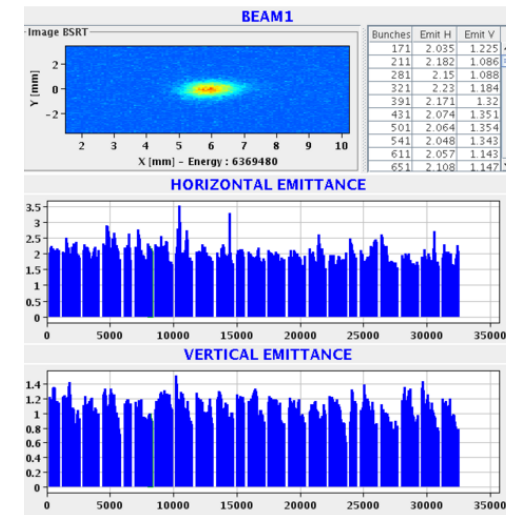 BEAM1
Image BSRT
Y [mm]
2
0
-2
2 3 4 5 6 7 8 9 10
X [mm] - Energy : 6369480
Bunches Emit H Emit V
171 2.035 1.225
211 2.182 1.086
281 2.15 1.088
321 2.23 1.184
391 2.171 1.32
431 2.074 1.351
501 2.064 1.354
541 2.048 1.343
611 2.057 1.143
651 2.108 1.147
HORIZONTAL EMITTANCE
3.5
3
2.5
2
1.5
1
0.5
0
0 5000 10000 15000 20000 25000 30000 35000
VERTICAL EMITTANCE
1.4
1.2
1
0.8
0.6
0.4
0.2
0
0 5000 10000 15000 20000 25000 30000 35000